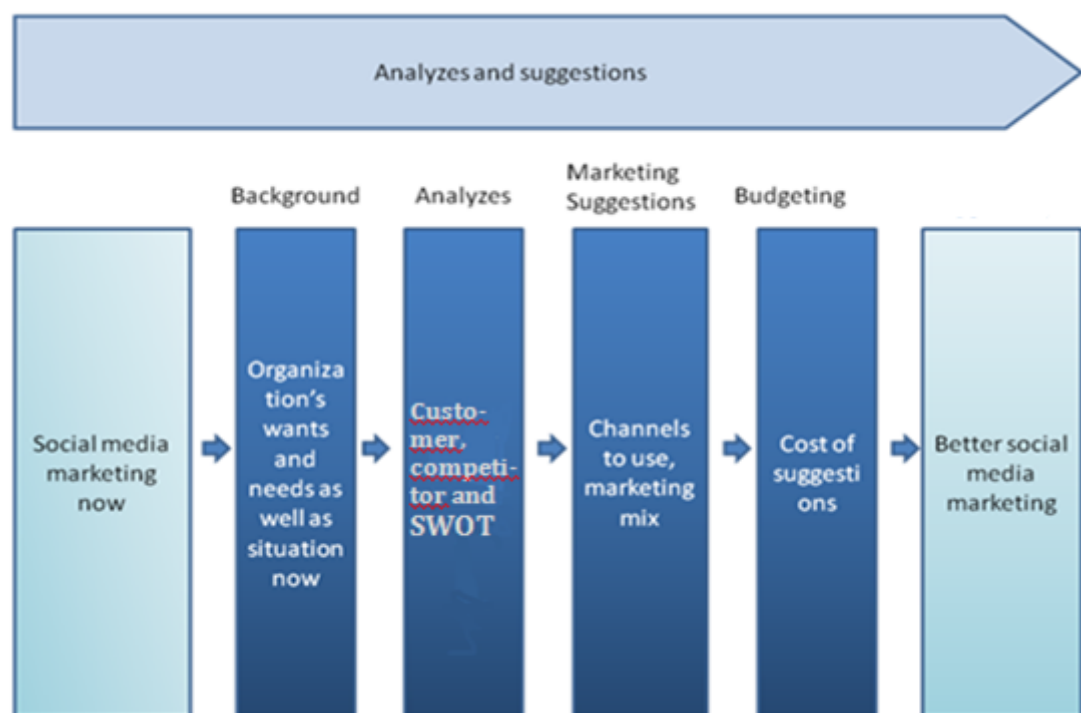 Analyzes and suggestions
Background
Analyzes
Marketing
Suggestions
Budgeting
Social media
marketing
now
Organiza
tion's
wants
and
needs as
well as
situation
now
Custo-
mer,
competi-
tor and
SWOT
Channels
to use,
marketing
mix
Cost of
suggesti
ons
Better social
media
marketing